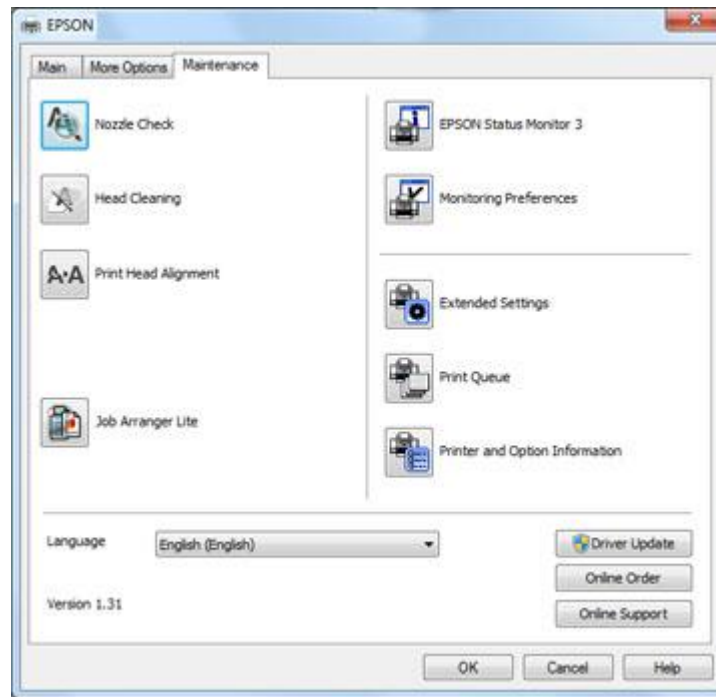 EPSON
Main More Options Maintenance
Nozzle Check
Head Cleaning
A·A Print Head Alignment
Job Arranger Lite
EPSON Status Monitor 3
Monitoring Preferences
Extended Settings
Print Queue
Printer and Option Information
Language English (English)
Version 1.31
Driver Update
Online Order
Online Support
OK Cancel Help